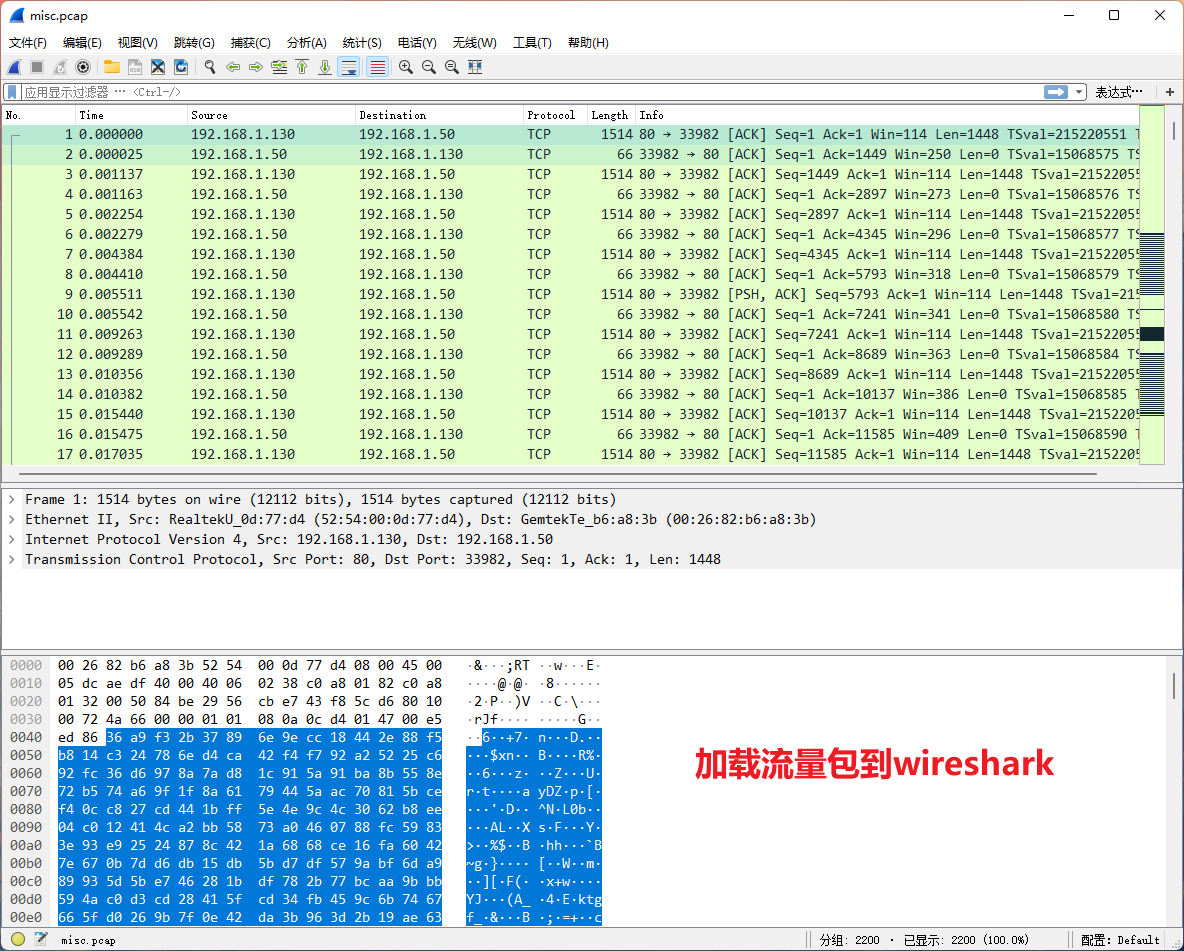 misc.pcap
文件(F) 编辑(E) 视图(V) 跳转(G) 捕获(C) 分析(A) 统计(S) 电话(Y) 无线(W) 工具(T) 帮助(H)
应用显示过滤器 … <Ctrl-/> 表达式… +
No. Time Source Destination Protocol Length Info
1 0.000000 192.168.1.130 192.168.1.50 TCP 1514 80 → 33982 [ACK] Seq=1 Ack=1 Win=114 Len=1448 TSval=215220551
2 0.000025 192.168.1.50 192.168.1.130 TCP 66 33982 → 80 [ACK] Seq=1 Ack=1449 Win=250 Len=0 TSval=15068575 TS
3 0.001137 192.168.1.130 192.168.1.50 TCP 1514 80 → 33982 [ACK] Seq=1449 Ack=1 Win=114 Len=1448 TSval=21522055
4 0.001163 192.168.1.50 192.168.1.130 TCP 66 33982 → 80 [ACK] Seq=1 Ack=2897 Win=273 Len=0 TSval=15068576 TS
5 0.002254 192.168.1.130 192.168.1.50 TCP 1514 80 → 33982 [ACK] Seq=2897 Ack=1 Win=114 Len=1448 TSval=21522055
6 0.002279 192.168.1.50 192.168.1.130 TCP 66 33982 → 80 [ACK] Seq=1 Ack=4345 Win=296 Len=0 TSval=15068577 TS
7 0.004384 192.168.1.130 192.168.1.50 TCP 1514 80 → 33982 [ACK] Seq=4345 Ack=1 Win=114 Len=1448 TSval=21522055
8 0.004410 192.168.1.50 192.168.1.130 TCP 66 33982 → 80 [ACK] Seq=1 Ack=5793 Win=318 Len=0 TSval=15068579 TS
9 0.005511 192.168.1.130 192.168.1.50 TCP 1514 80 → 33982 [PSH, ACK] Seq=5793 Ack=1 Win=114 Len=1448 TSval=215
10 0.005542 192.168.1.50 192.168.1.130 TCP 66 33982 → 80 [ACK] Seq=1 Ack=7241 Win=341 Len=0 TSval=15068580 TS
11 0.009263 192.168.1.130 192.168.1.50 TCP 1514 80 → 33982 [ACK] Seq=7241 Ack=1 Win=114 Len=1448 TSval=21522055
12 0.009289 192.168.1.50 192.168.1.130 TCP 66 33982 → 80 [ACK] Seq=1 Ack=8689 Win=363 Len=0 TSval=15068584 TS
13 0.010356 192.168.1.130 192.168.1.50 TCP 1514 80 → 33982 [ACK] Seq=8689 Ack=1 Win=114 Len=1448 TSval=21522055
14 0.010382 192.168.1.50 192.168.1.130 TCP 66 33982 → 80 [ACK] Seq=1 Ack=10137 Win=386 Len=0 TSval=15068585
15 0.015440 192.168.1.130 192.168.1.50 TCP 1514 80 → 33982 [ACK] Seq=10137 Ack=1 Win=114 Len=1448 TSval=2152205
16 0.015475 192.168.1.50 192.168.1.130 TCP 66 33982 → 80 [ACK] Seq=1 Ack=11585 Win=409 Len=0 TSval=15068590
17 0.017035 192.168.1.130 192.168.1.50 TCP 1514 80 → 33982 [ACK] Seq=11585 Ack=1 Win=114 Len=1448 TSval=2152205
Frame 1: 1514 bytes on wire (12112 bits), 1514 bytes captured (12112 bits)
Ethernet II, Src: RealtekU_0d:77:d4 (52:54:00:0d:77:d4), Dst: GemtekTe_b6:a8:3b (00:26:82:b6:a8:3b)
Internet Protocol Version 4, Src: 192.168.1.130, Dst: 192.168.1.50
Transmission Control Protocol, Src Port: 80, Dst Port: 33982, Seq: 1, Ack: 1, Len: 1448
0000 00 26 82 b6 a8 3b 52 54 00 0d 77 d4 08 00 45 00 ·&···;RT ··w···E·
0010 05 dc ae df 40 00 40 06 02 38 c0 a8 01 82 c0 a8 ····@·@· ·8······
0020 01 32 00 50 84 be 29 56 cb e7 43 f8 5c d6 80 10 ·2·P··)V ··C·\···
0030 00 72 4a 66 00 00 01 01 08 0a 0c d4 01 47 00 e5 ·rJf···· ·····G··
0040 ed 86 36 a9 f3 2b 37 89 6e 9e cc 18 44 2e 88 f5 ··6··+7· n···D.··
0050 b8 14 c3 24 78 6e d4 ca 42 f4 f7 92 a2 52 25 c6 ···$xn·· B····R%·
0060 92 fc 36 d6 97 8a 7a d8 1c 91 5a 91 ba 8b 55 8e ··6···z· ··Z···U·
0070 72 b5 74 a6 9f 1f 8a 61 79 44 5a ac 70 81 5b ce r·t····a yDZ·p·[·
0080 f4 0c c8 27 cd 44 1b ff 5e 4e 9c 4c 30 62 b8 ee ···'·D·· ^N·L0b··
0090 04 c0 12 41 4c a2 bb 58 73 a0 46 07 88 fc 59 83 ···AL··X s·F···Y·
00a0 3e 93 e9 25 24 87 8c 42 1a 68 68 ce 16 fa 60 42 >··%$··B ·hh···`B
00b0 7e 67 0b 7d d6 db 15 db 5b d7 df 57 9a bf 6d a9 ~g·}···· [··W··m·
00c0 89 93 5d 5b e7 46 28 1b df 78 2b 77 bc aa 9b bb ··][·F(· ·x+w····
00d0 59 4a c0 d3 cd 28 41 5f cd 34 fb 45 9c 6b 74 67 YJ···(A_ ·4·E·ktg
00e0 66 5f d0 26 9b 7f 0e 42 da 3b 96 3d 2b 19 ae 63 f_·&···B ·;·=+··c
加载流量包到wireshark
misc.pcap 分组: 2200 · 已显示: 2200 (100.0%) 配置: Default